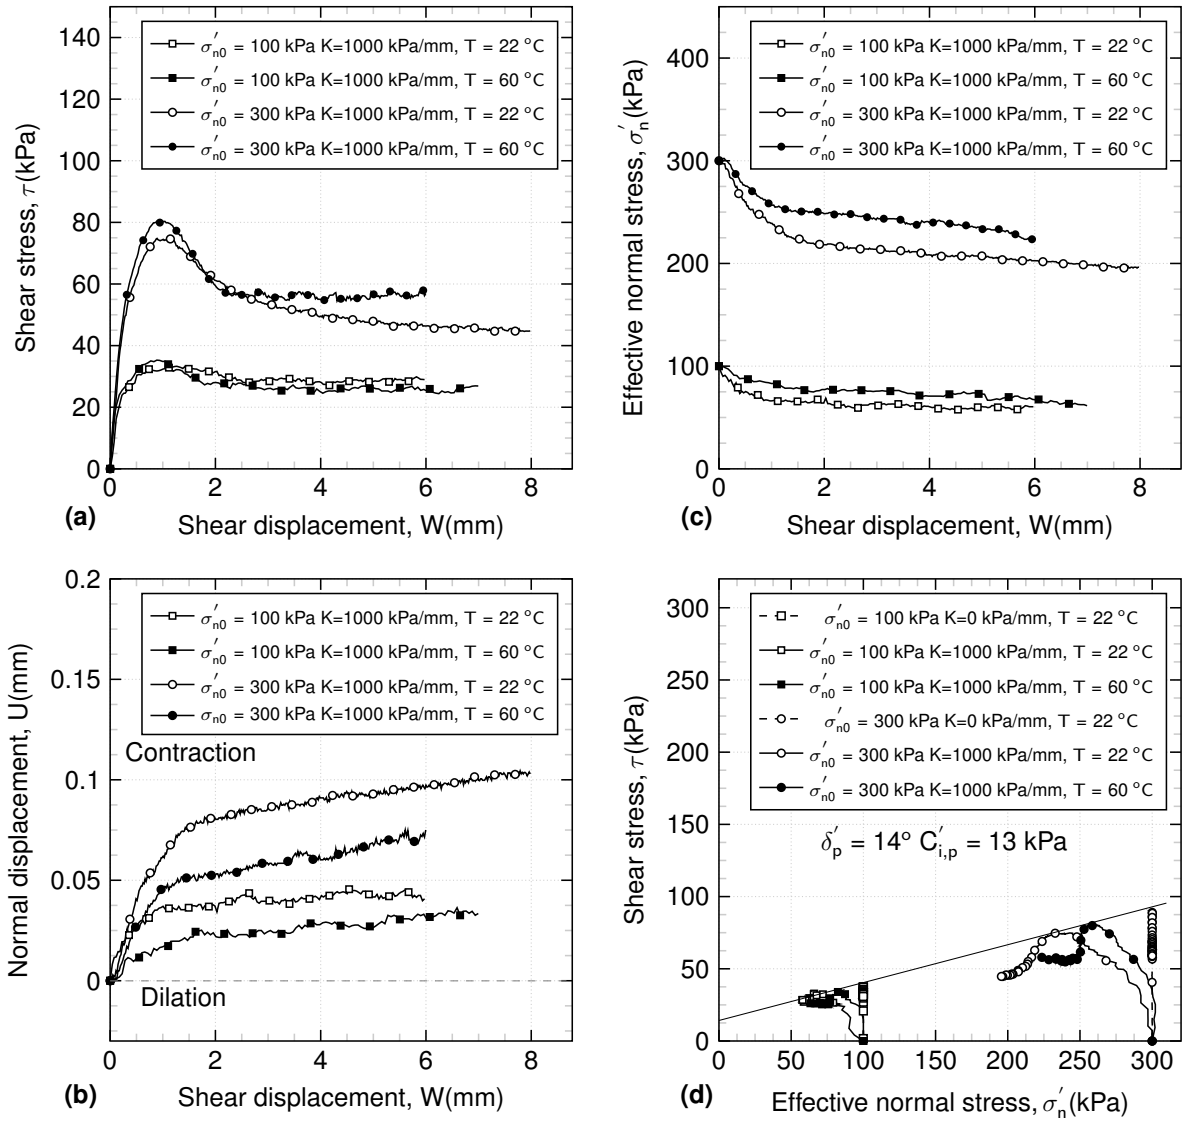 140
120
100
80
60
40
20
0
Shear stress, τ(kPa)
σ′n0 = 100 kPa K=1000 kPa/mm, T = 22 °C
σ′n0 = 100 kPa K=1000 kPa/mm, T = 60 °C
σ′n0 = 300 kPa K=1000 kPa/mm, T = 22 °C
σ′n0 = 300 kPa K=1000 kPa/mm, T = 60 °C
0 2 4 6 8
(a)
Shear displacement, W(mm)
400
300
200
100
0
Effective normal stress, σ′n(kPa)
σ′n0 = 100 kPa K=1000 kPa/mm, T = 22 °C
σ′n0 = 100 kPa K=1000 kPa/mm, T = 60 °C
σ′n0 = 300 kPa K=1000 kPa/mm, T = 22 °C
σ′n0 = 300 kPa K=1000 kPa/mm, T = 60 °C
0 2 4 6 8
(c)
Shear displacement, W(mm)
0.2
0.15
0.1
0.05
0
Normal displacement, U(mm)
σ′n0 = 100 kPa K=1000 kPa/mm, T = 22 °C
σ′n0 = 100 kPa K=1000 kPa/mm, T = 60 °C
σ′n0 = 300 kPa K=1000 kPa/mm, T = 22 °C
σn0 = 300 kPa K=1000 kPa/mm, T = 60 °C
Contraction
Dilation
0 2 4 6 8
(b)
Shear displacement, W(mm)
300
250
200
150
100
50
0
Shear stress, τ(kPa)
σ′n0 = 100 kPa K=0 kPa/mm, T = 22 °C
σ′n0 = 100 kPa K=1000 kPa/mm, T = 22 °C
σ′n0 = 100 kPa K=1000 kPa/mm, T = 60 °C
σ′n0 = 300 kPa K=0 kPa/mm, T = 22 °C
σ′n0 = 300 kPa K=1000 kPa/mm, T = 22 °C
σ′n0 = 300 kPa K=1000 kPa/mm, T = 60 °C
δ′p = 14° C′i,p = 13 kPa
0 50 100 150 200 250 300
(d)
Effective normal stress, σ′n(kPa)